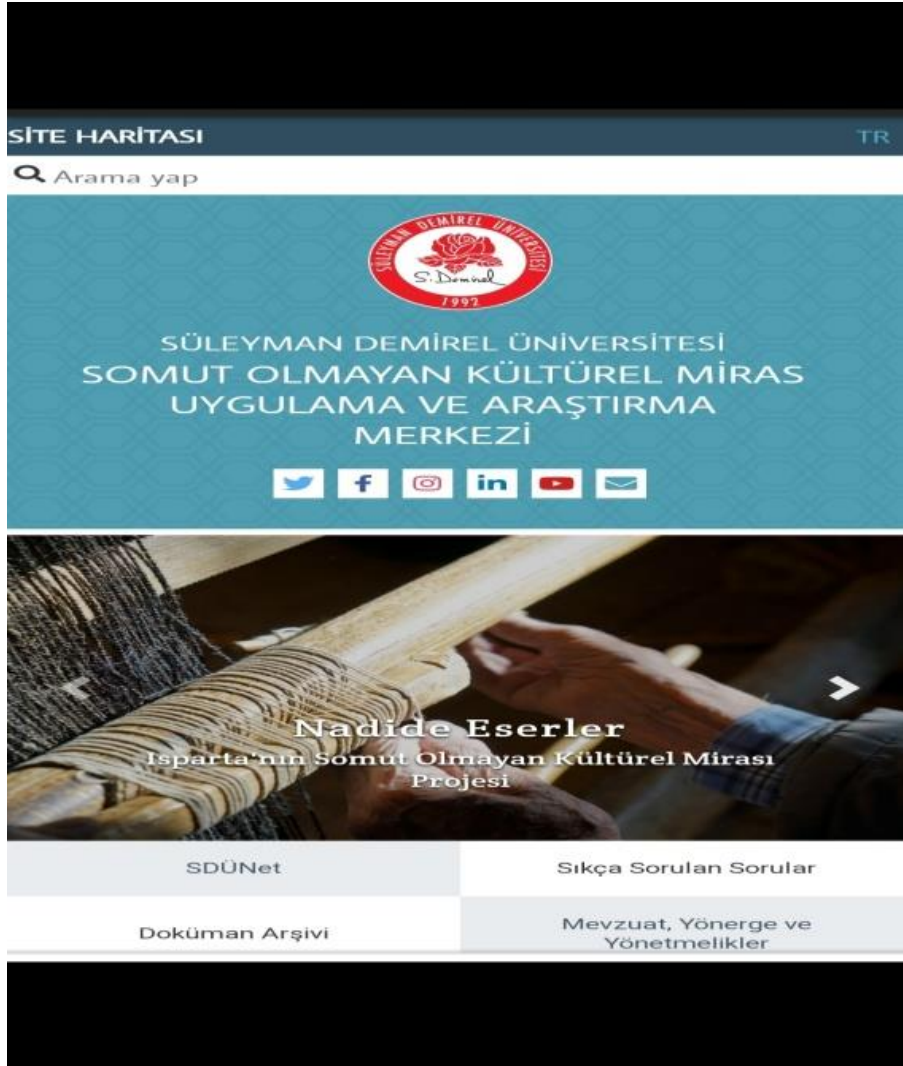 SİTE HARİTASI
TR
Arama yap
SÜLEYMAN DEMİREL ÜNİVERSİTESİ
S. Demirel
1992
SÜLEYMAN DEMİREL ÜNİVERSİTESİ
SOMUT OLMAYAN KÜLTÜREL MİRAS
UYGULAMA VE ARAŞTIRMA
MERKEZİ
Nadide Eserler
Isparta'nın Somut Olmayan Kültürel Mirası
Projesi
SDÜNet
Sıkça Sorulan Sorular
Doküman Arşivi
Mevzuat, Yönerge ve
Yönetmelikler